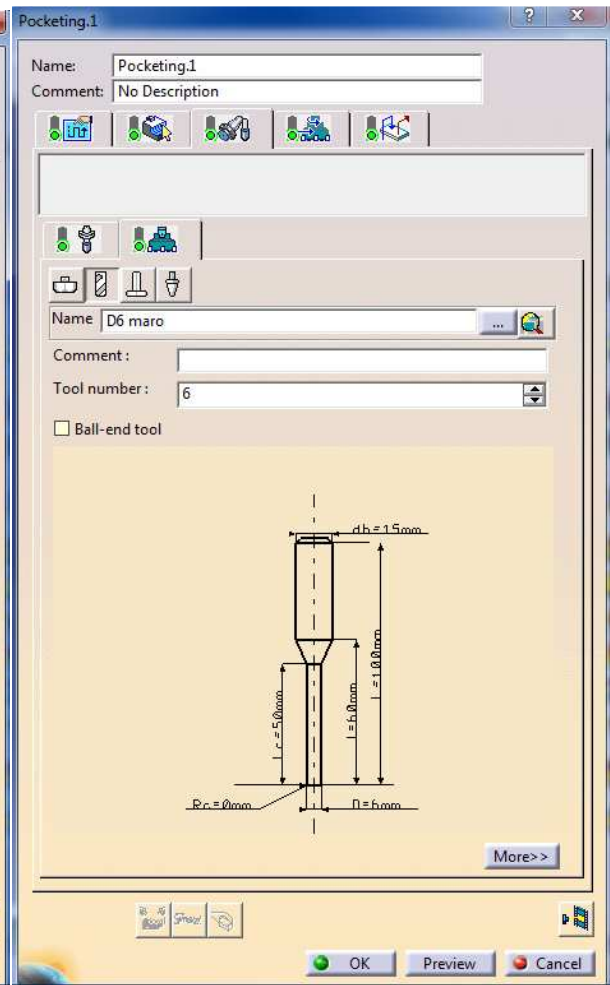 Pocketing.1
Name: Pocketing.1
Comment: No Description
Name D6 maro ...
Comment :
Tool number : 6
Ball-end tool
db=15mm
L=100mm
l=60mm
Lc=50mm
Rc=0mm
D=6mm
More>>
OK Preview Cancel